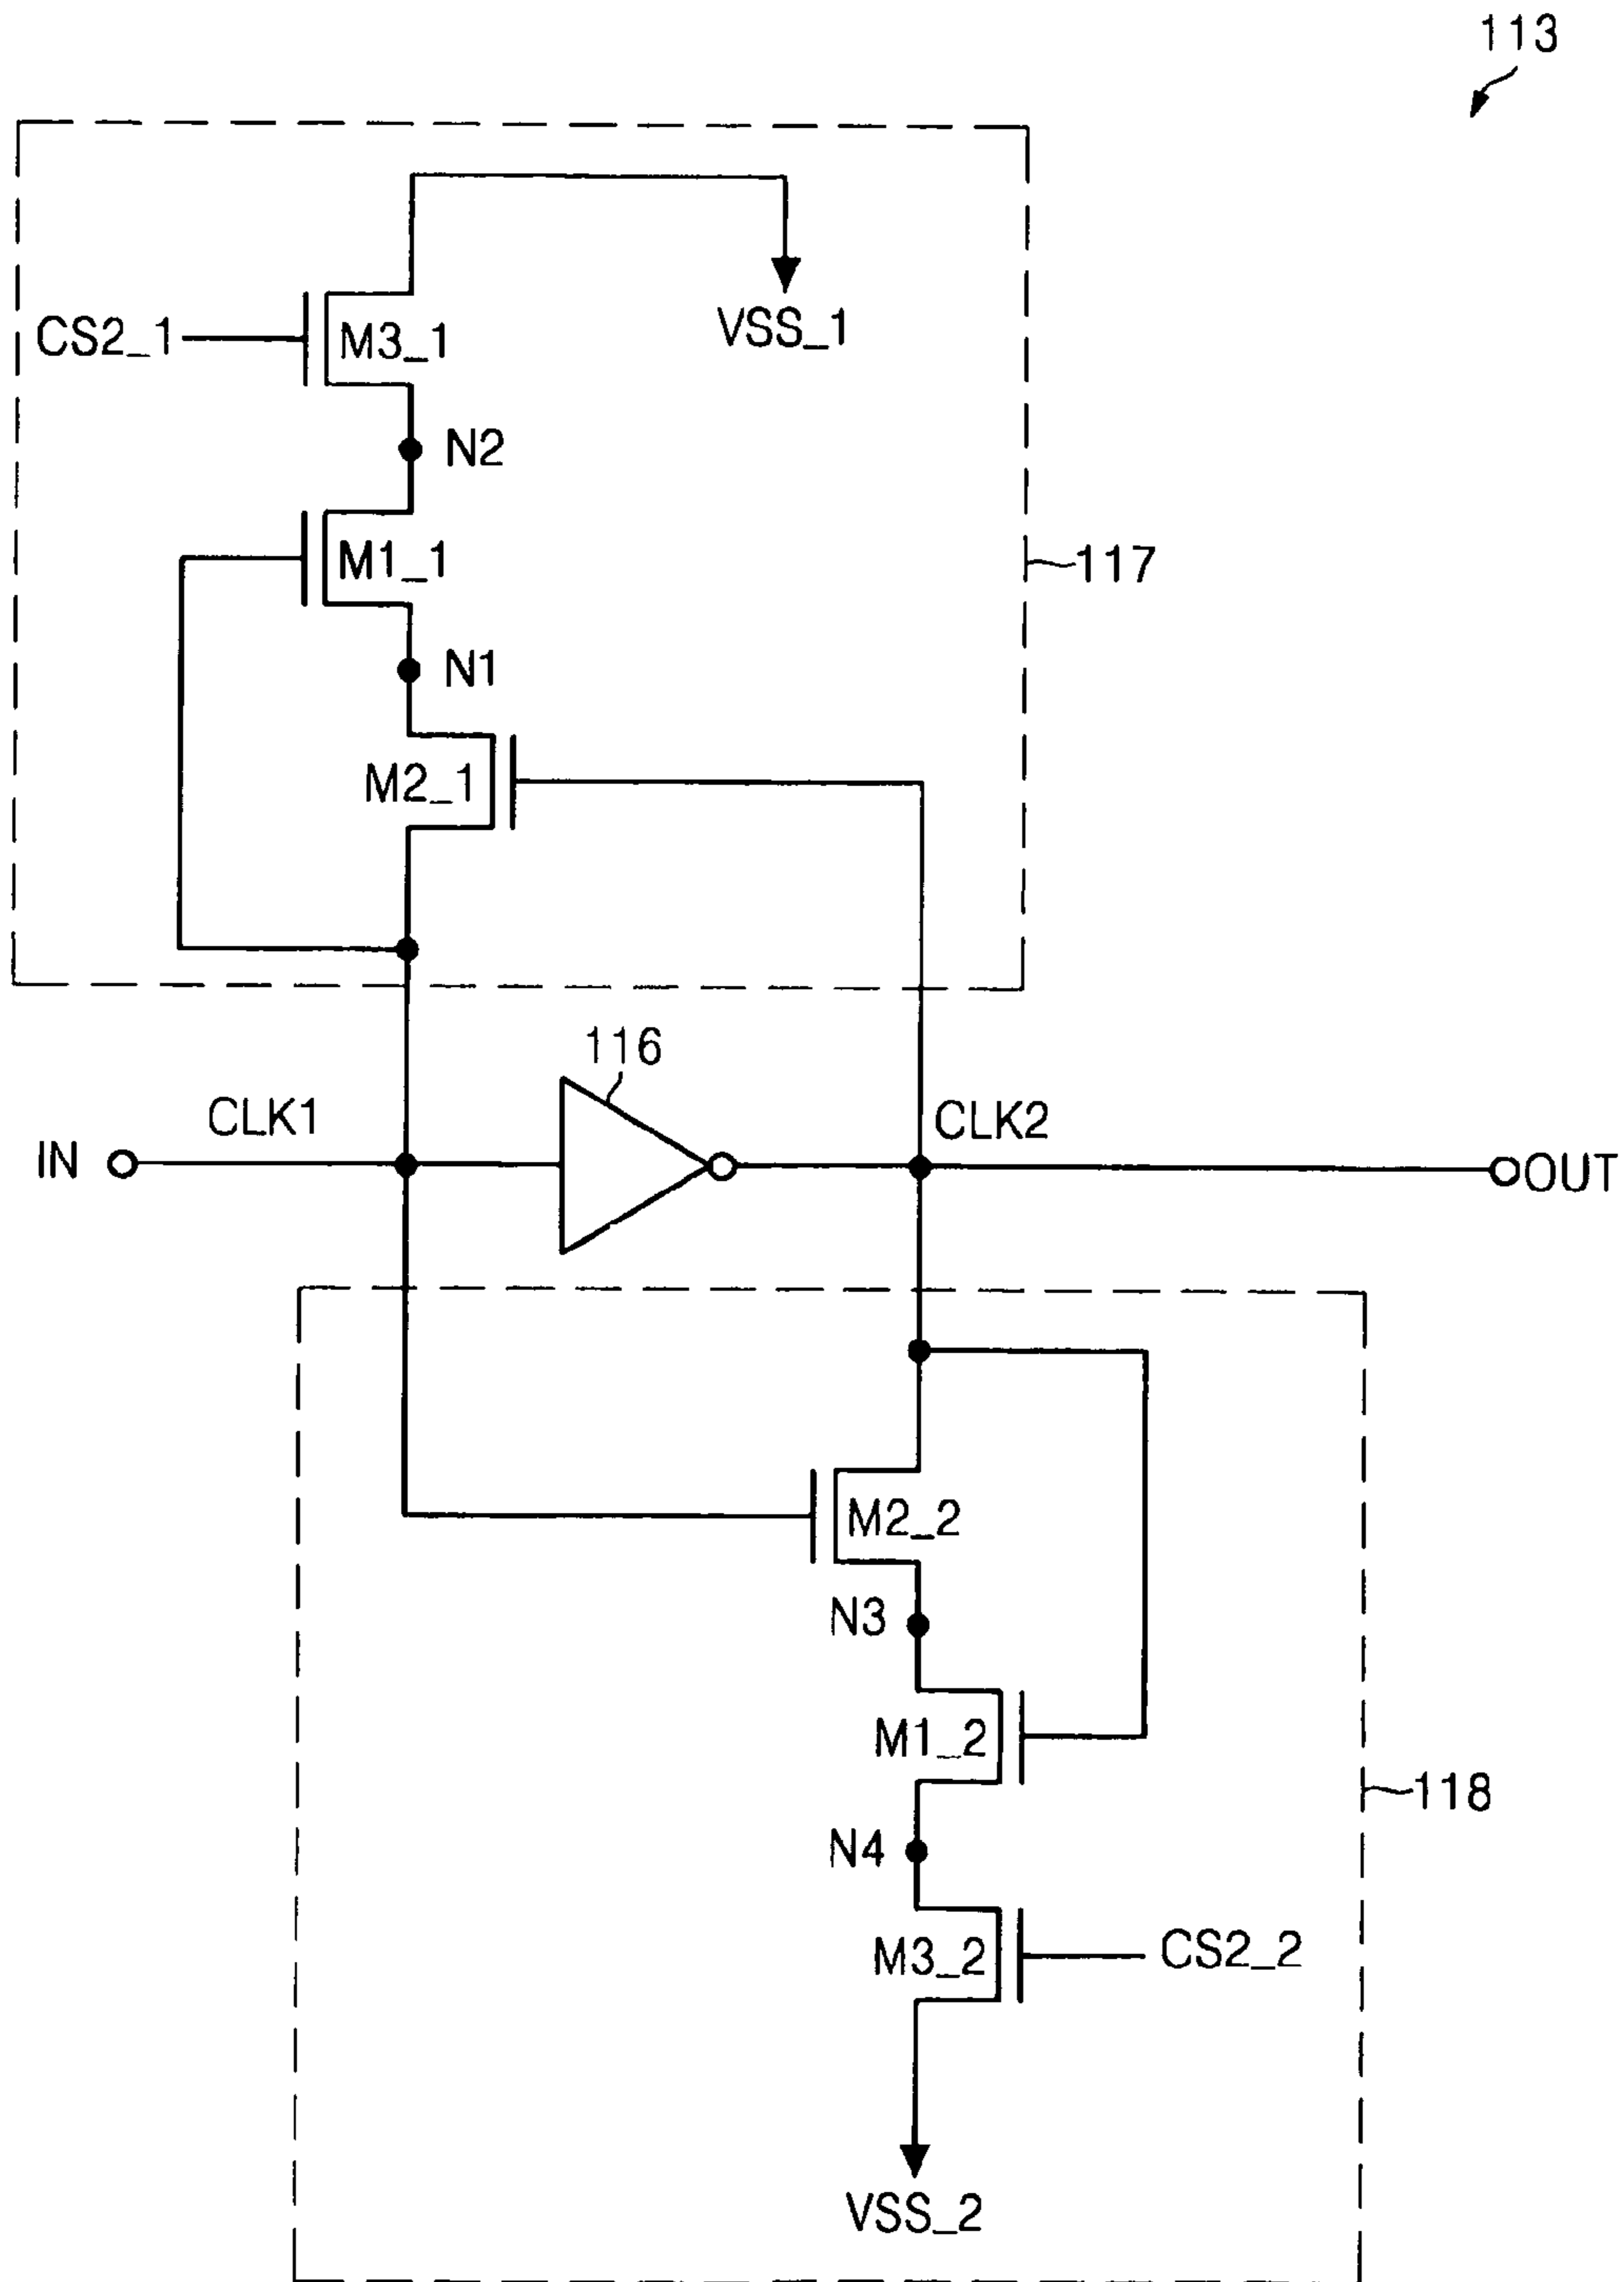 113
CS2_1
M3_1
VSS_1
N2
M1_1
117
N1
M2_1
116
CLK1
CLK2
IN
OUT
M2_2
N3
M1_2
118
N4
M3_2
CS2_2
VSS_2